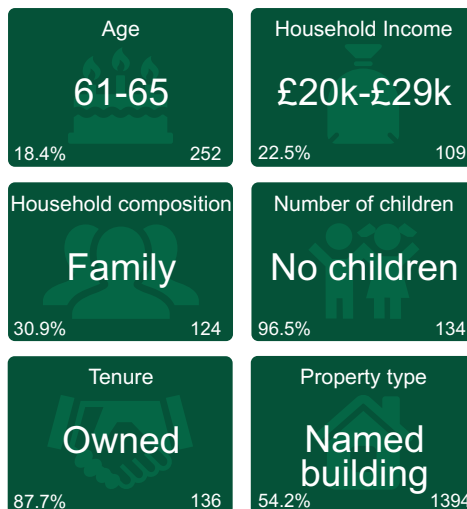 Age
61-65
18.4% 252
Household Income
£20k-£29k
22.5% 109
Household composition
Family
30.9% 124
Number of children
No children
96.5% 134
Tenure
Owned
87.7% 136
Property type
Named
building
54.2% 1394